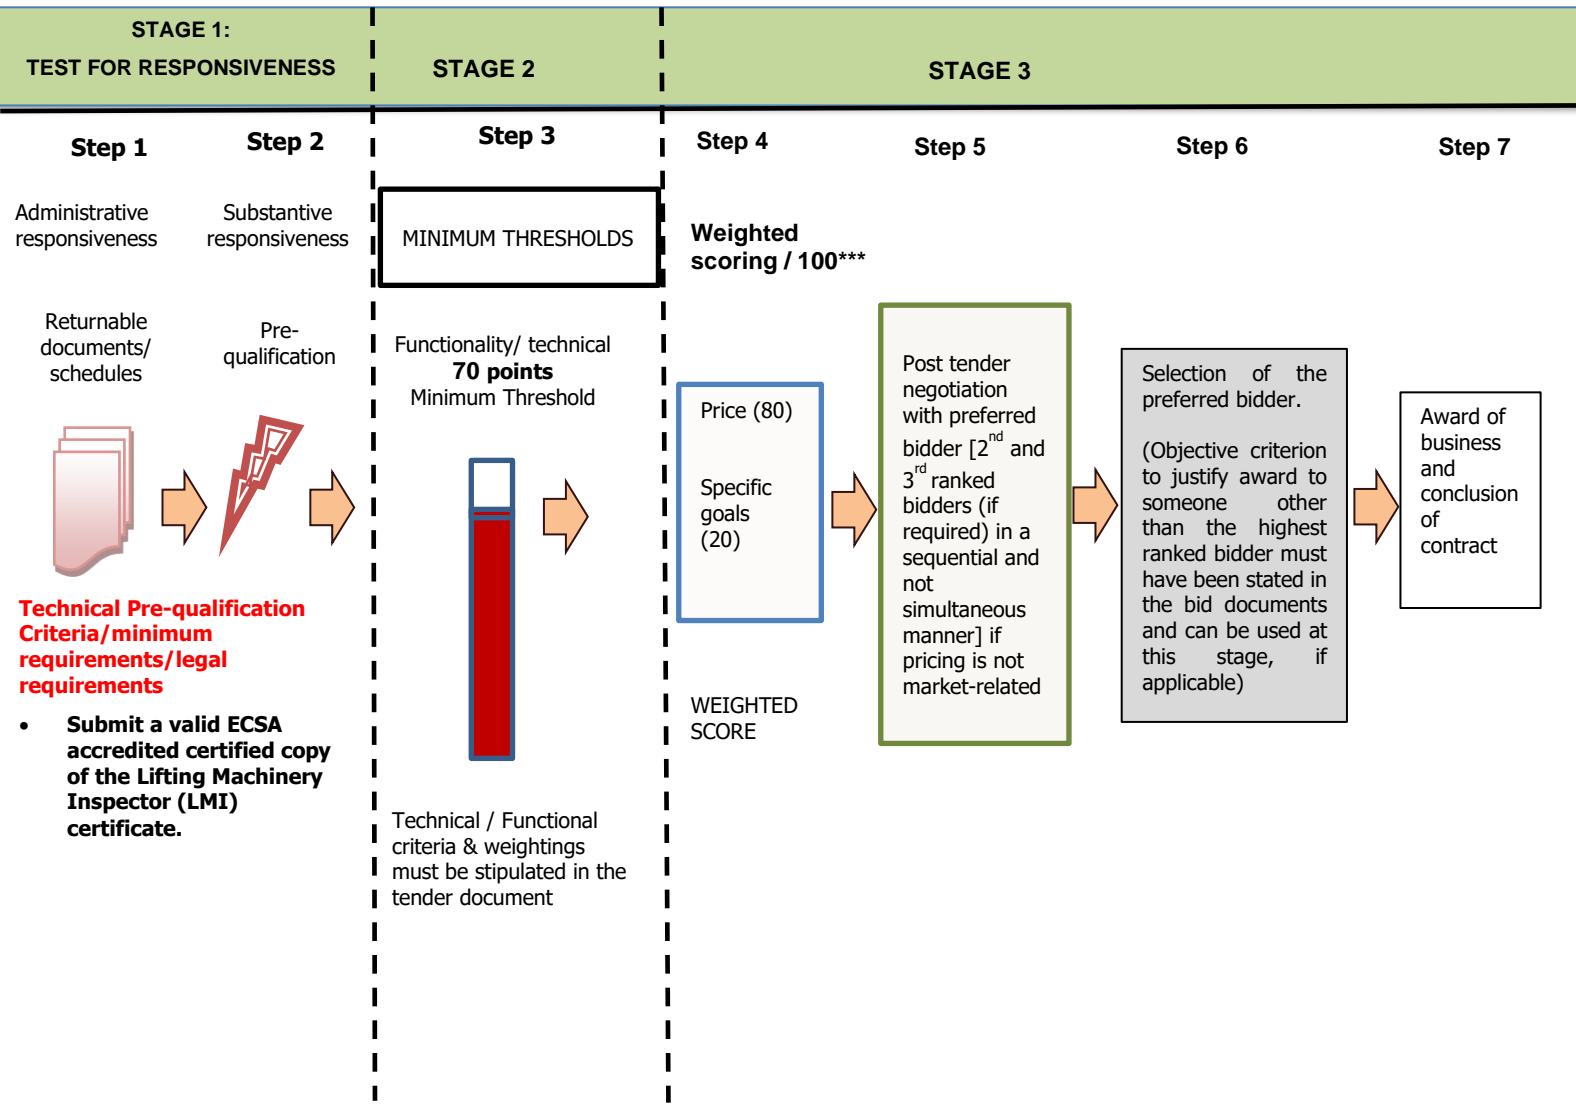 STAGE 1:
TEST FOR RESPONSIVENESS
STAGE 2
STAGE 3
Step 1
Step 2
Step 3
Step 4
Step 5
Step 6
Step 7
Administrative
responsiveness
Substantive
responsiveness
MINIMUM THRESHOLDS
Weighted
scoring / 100***
Returnable
documents/
schedules
Pre-
qualification
Functionality/ technical
70 points
Minimum Threshold
Technical Pre-qualification
Criteria/minimum
requirements/legal
requirements
• Submit a valid ECSA
accredited certified copy
of the Lifting Machinery
Inspector (LMI)
certificate.
Technical / Functional
criteria & weightings
must be stipulated in the
tender document
Price (80)
Specific
goals
(20)
WEIGHTED
SCORE
Post tender
negotiation
with preferred
bidder [2nd and
3rd ranked
bidders (if
required) in a
sequential and
not
simultaneous
manner] if
pricing is not
market-related
Selection of the
preferred bidder.
(Objective criterion
to justify award to
someone other
than the highest
ranked bidder must
have been stated in
the bid documents
and can be used at
this stage, if
applicable)
Award of
business
and
conclusion
of
contract